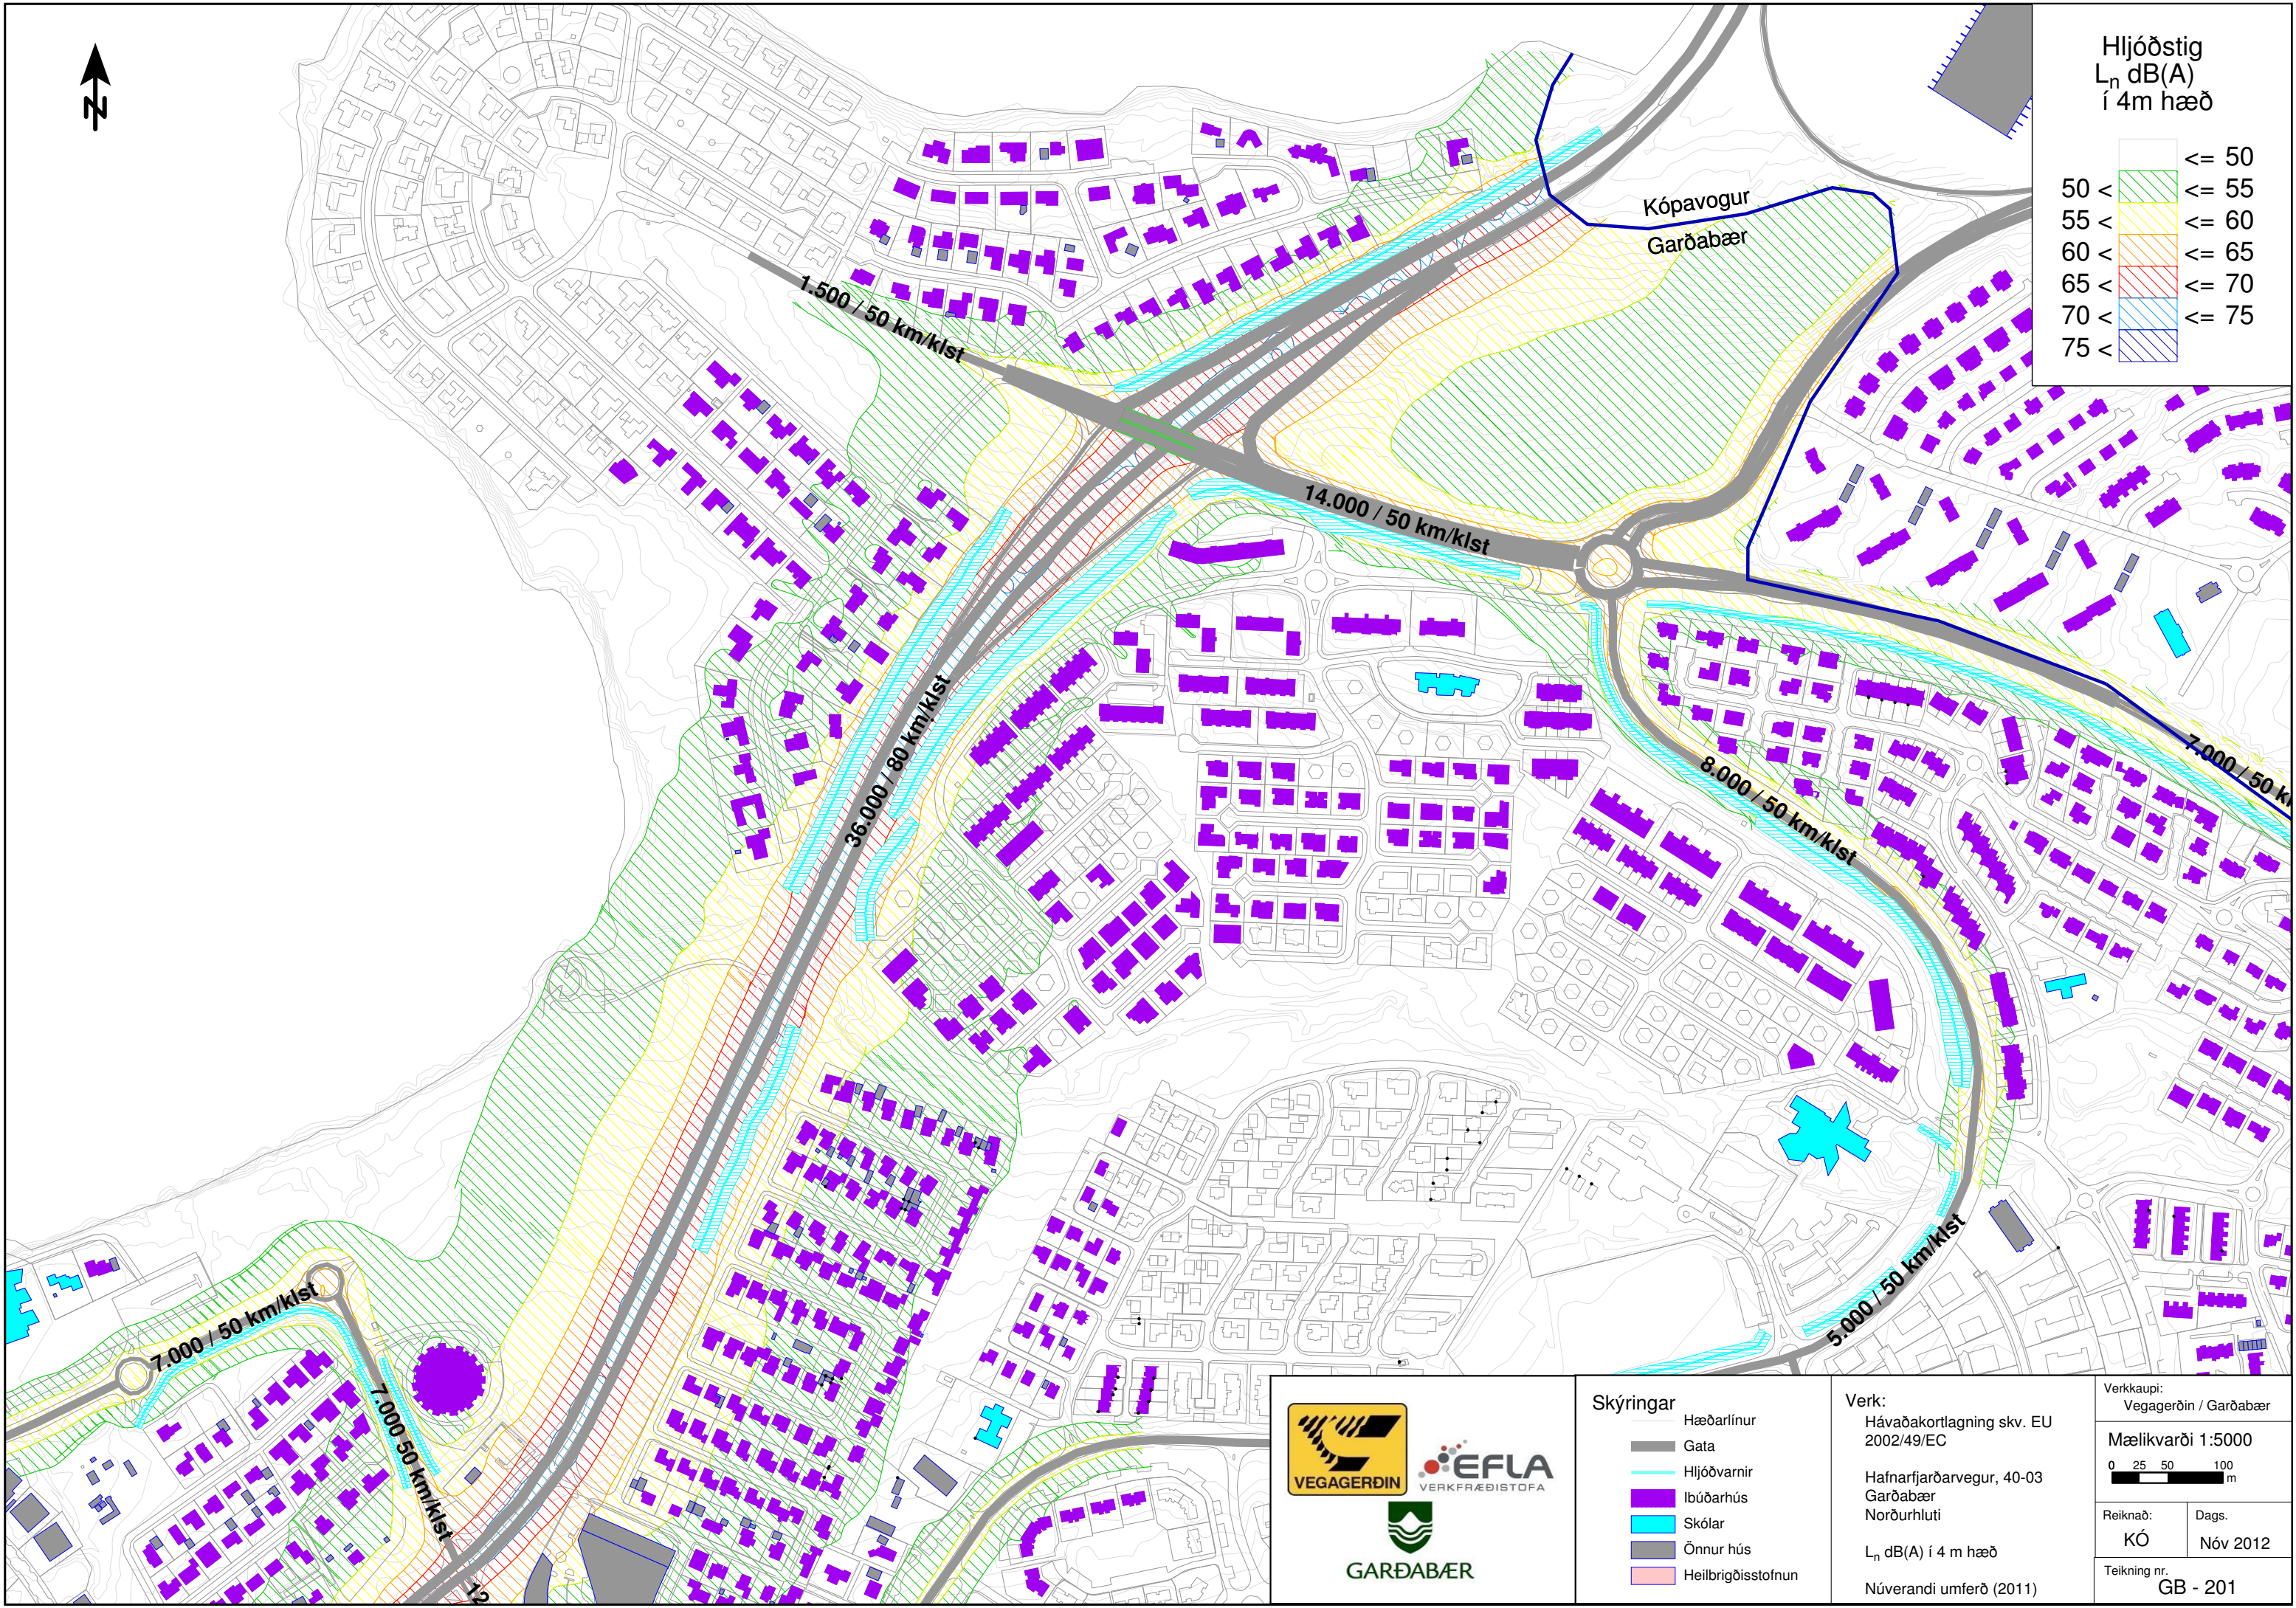 N
Hljóðstig
Ln dB(A)
í 4m hæð
<= 50
50 < <= 55
55 < <= 60
60 < <= 65
65 < <= 70
70 < <= 75
75 <
Kópavogur
Garðabær
1.500 / 50 km/klst
14.000 / 50 km/klst
36.000 / 80 km/klst
8.000 / 50 km/klst
7.000 / 50
5.000 / 50 km/klst
7.000 / 50 km/klst
7.000 50 km/klst
12
VEGAGERÐIN
EFLA
VERKFRÆÐISTOFA
GARÐABÆR
Skýringar
Hæðarlínur
Gata
Hljóðvarnir
Ibúðarhús
Skólar
Önnur hús
Heilbrigðisstofnun
Verk:
Hávaðakortlagning skv. EU
2002/49/EC
Hafnarfjarðarvegur, 40-03
Garðabær
Norðurhluti
Ln dB(A) í 4 m hæð
Núverandi umferð (2011)
Verkkaupi:
Vegagerðin / Garðabær
Mælikvarði 1:5000
0 25 50 100
m
Reiknað:
KÓ
Dags.
Nóv 2012
Teikning nr.
GB - 201